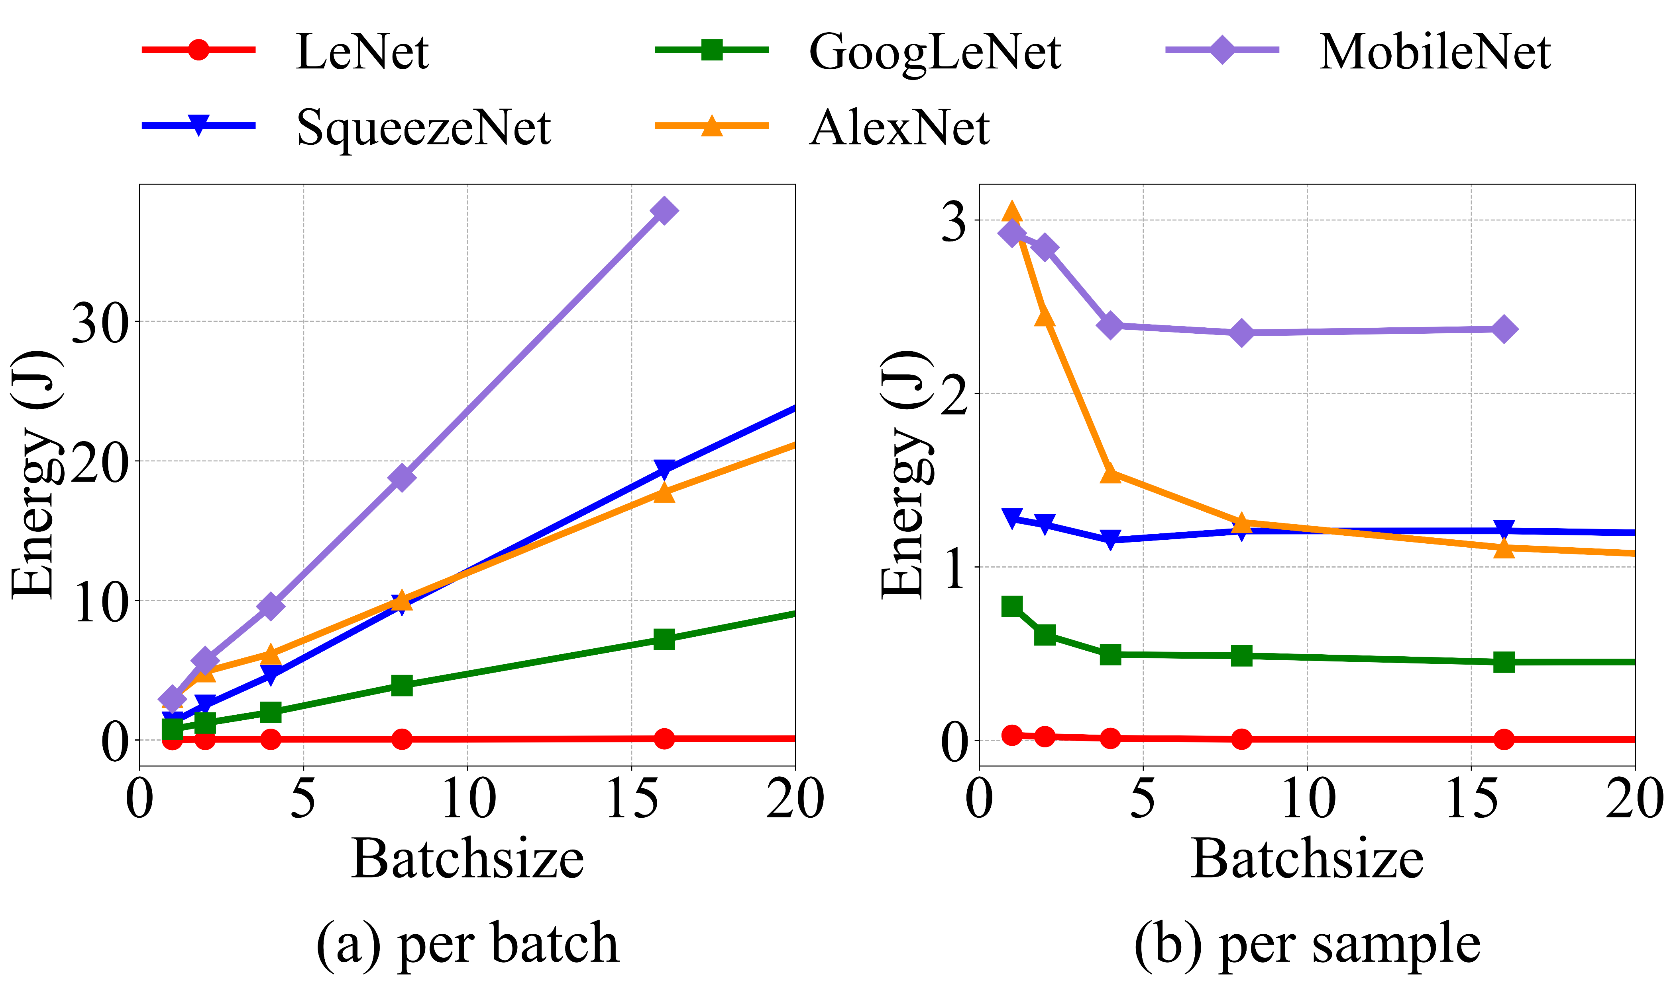 LeNet GoogLeNet MobileNet
SqueezeNet AlexNet
Energy (J)
30
20
10
0
0 5 10 15 20
Batchsize
(a) per batch
Energy (J)
3
2
1
0
0 5 10 15 20
Batchsize
(b) per sample